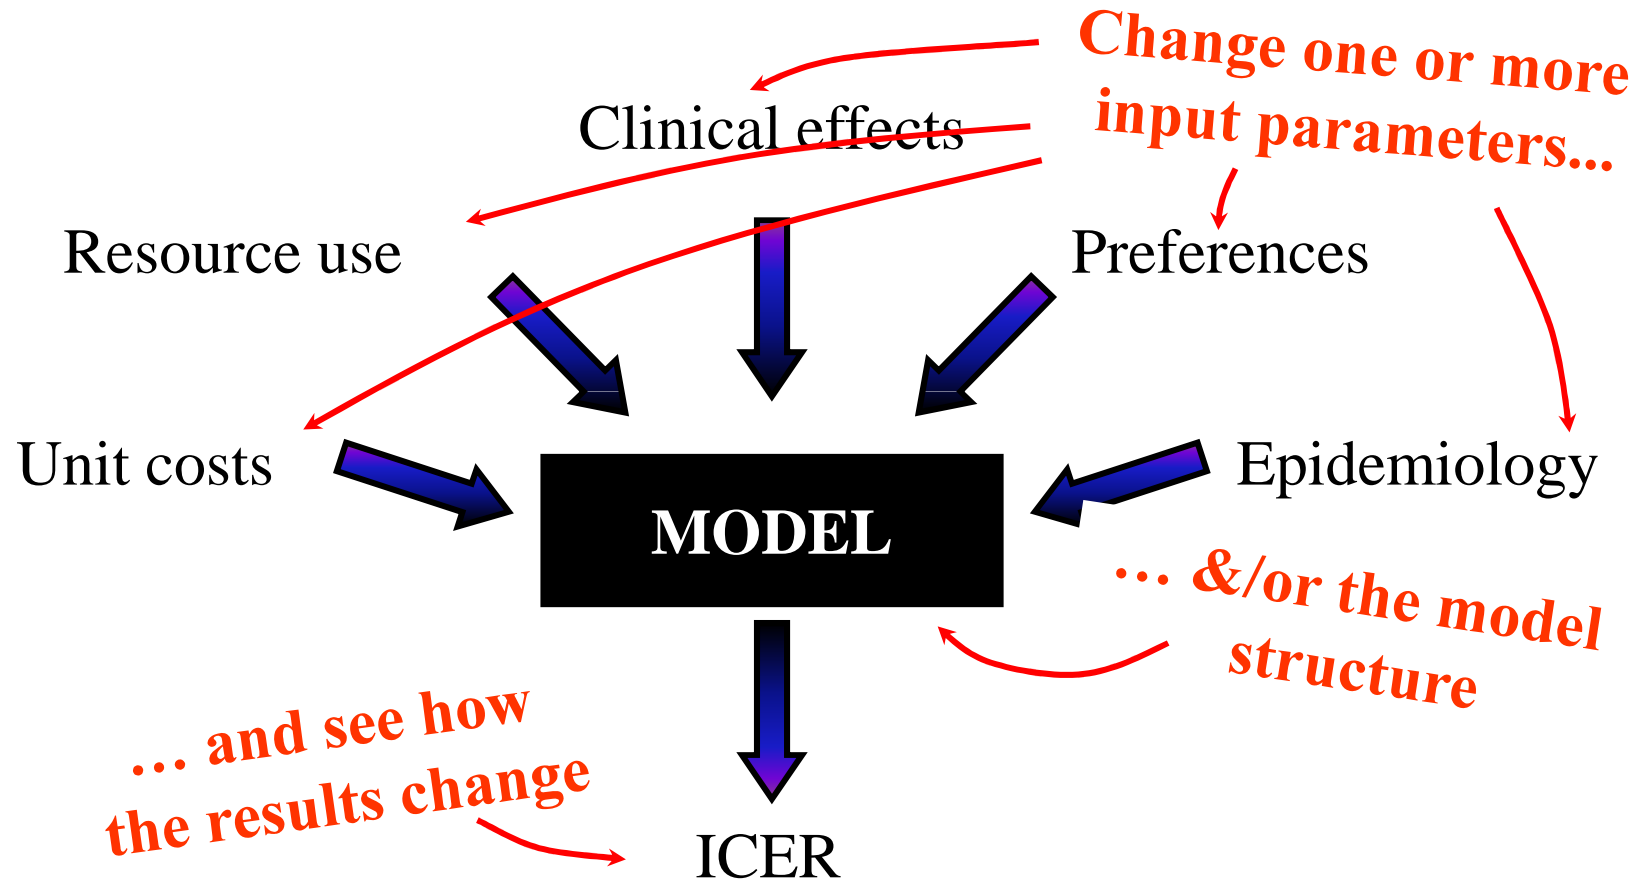 Change one or more
input parameters...
Clinical effects
Resource use
Preferences
Unit costs
Epidemiology
MODEL
… &/or the model
structure
… and see how
the results change
ICER